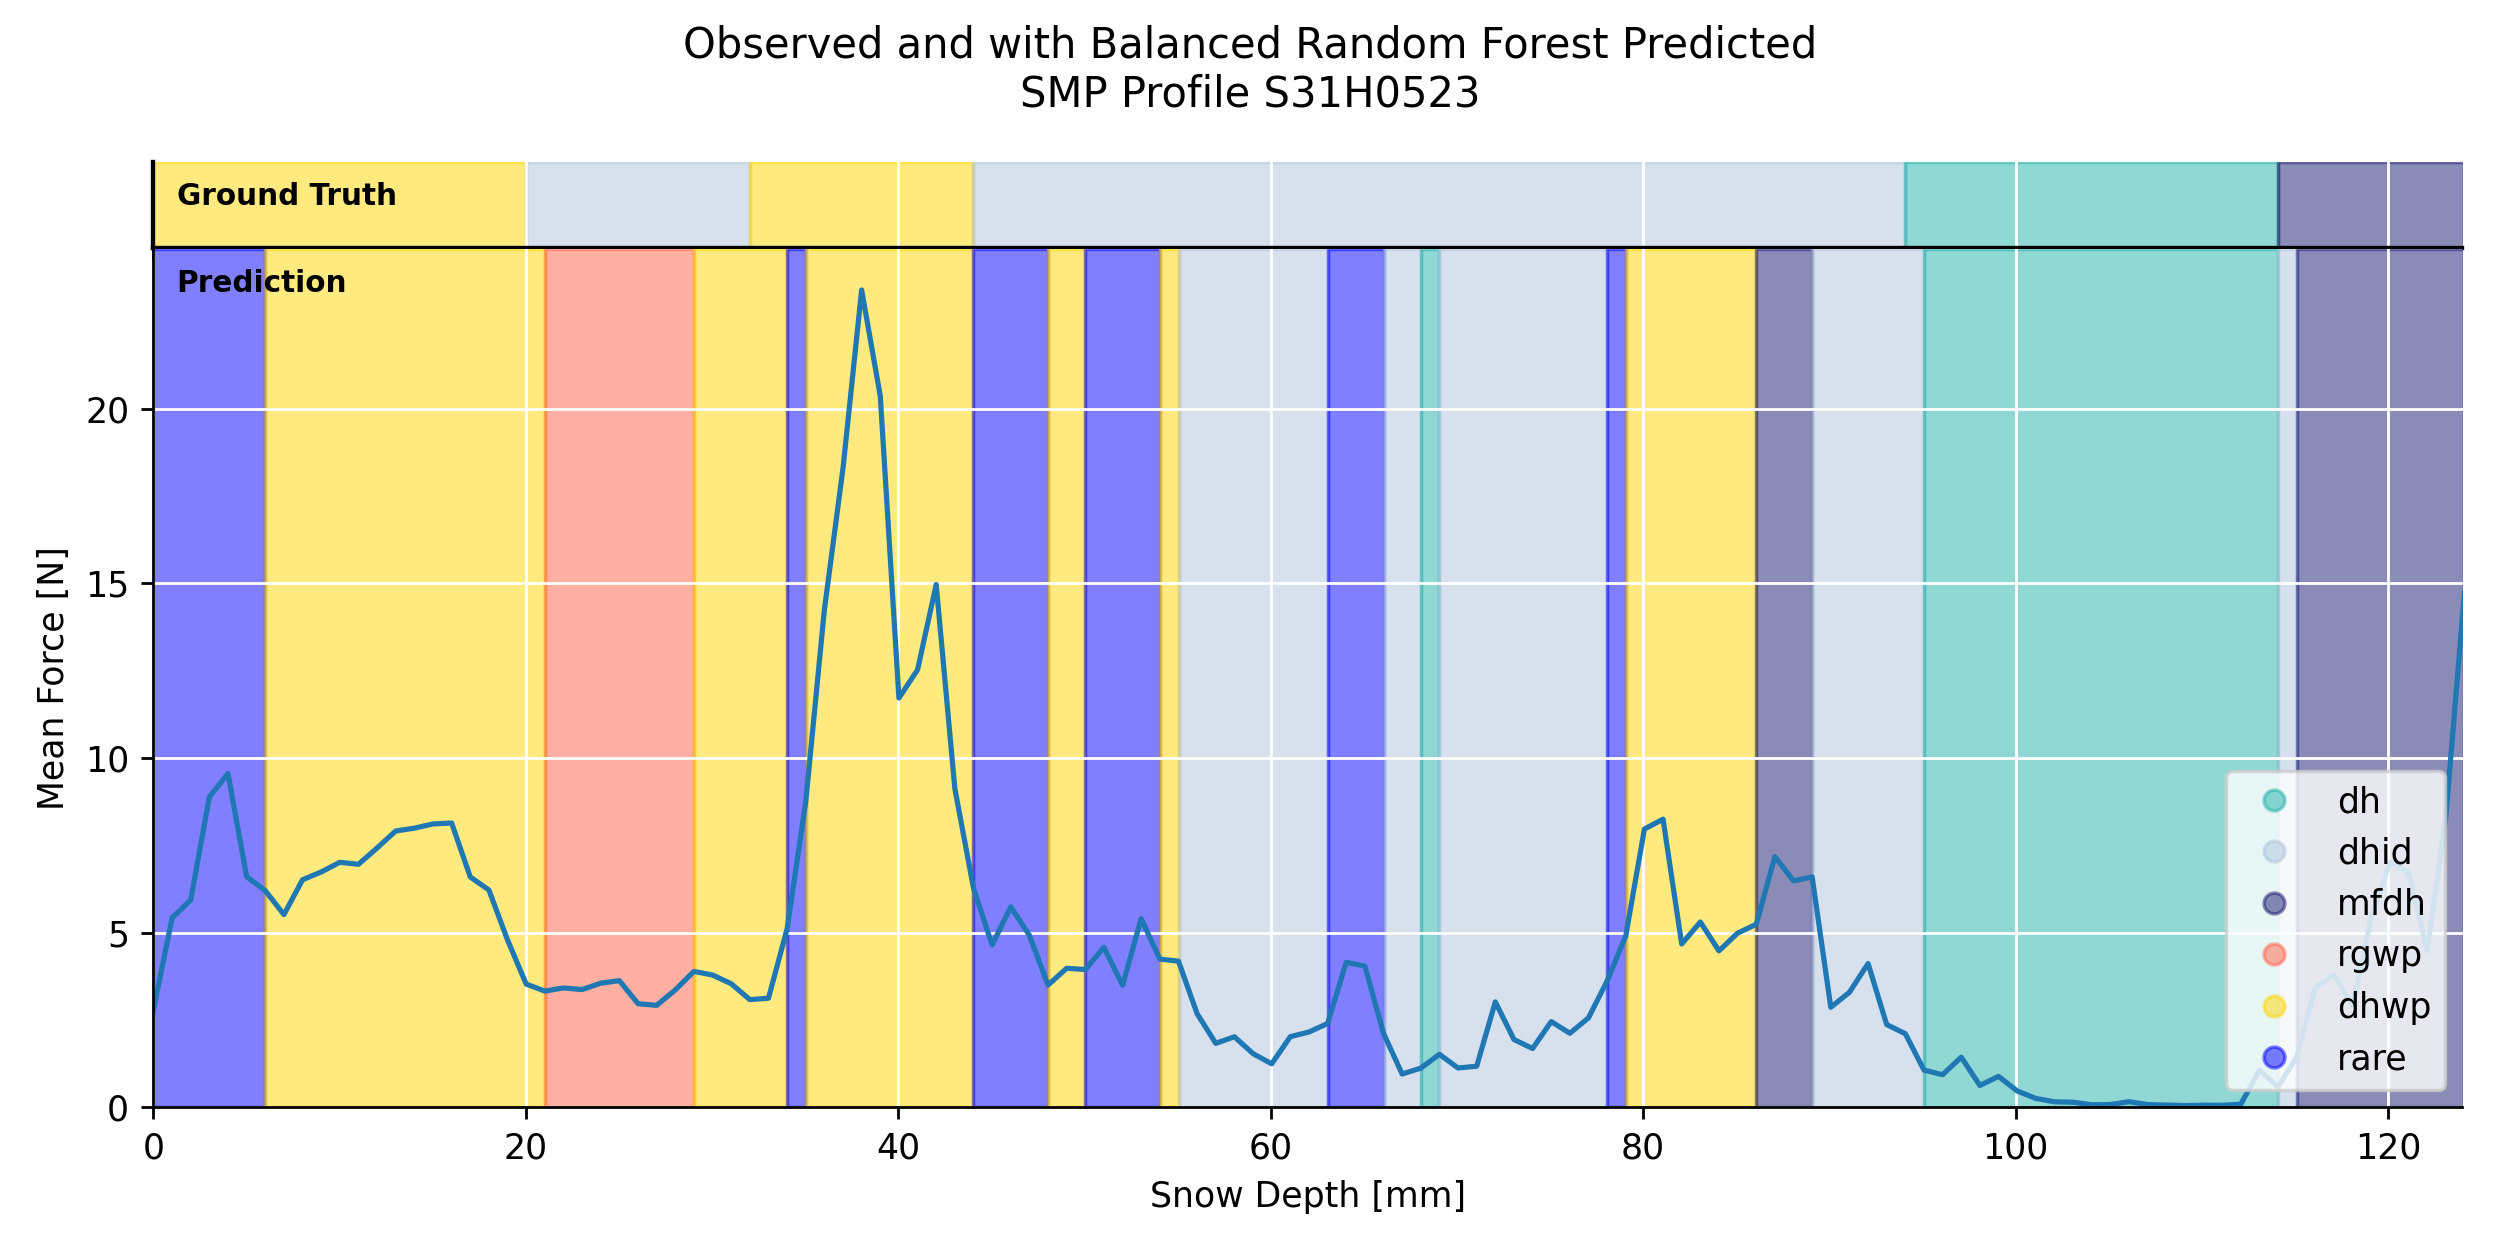 Observed and with Balanced Random Forest Predicted
SMP Profile S31H0523
Ground Truth
Prediction
Mean Force [N]
20
15
10
5
0
dh
dhid
mfdh
rgwp
dhwp
rare
0 20 40 60 80 100 120
Snow Depth [mm]